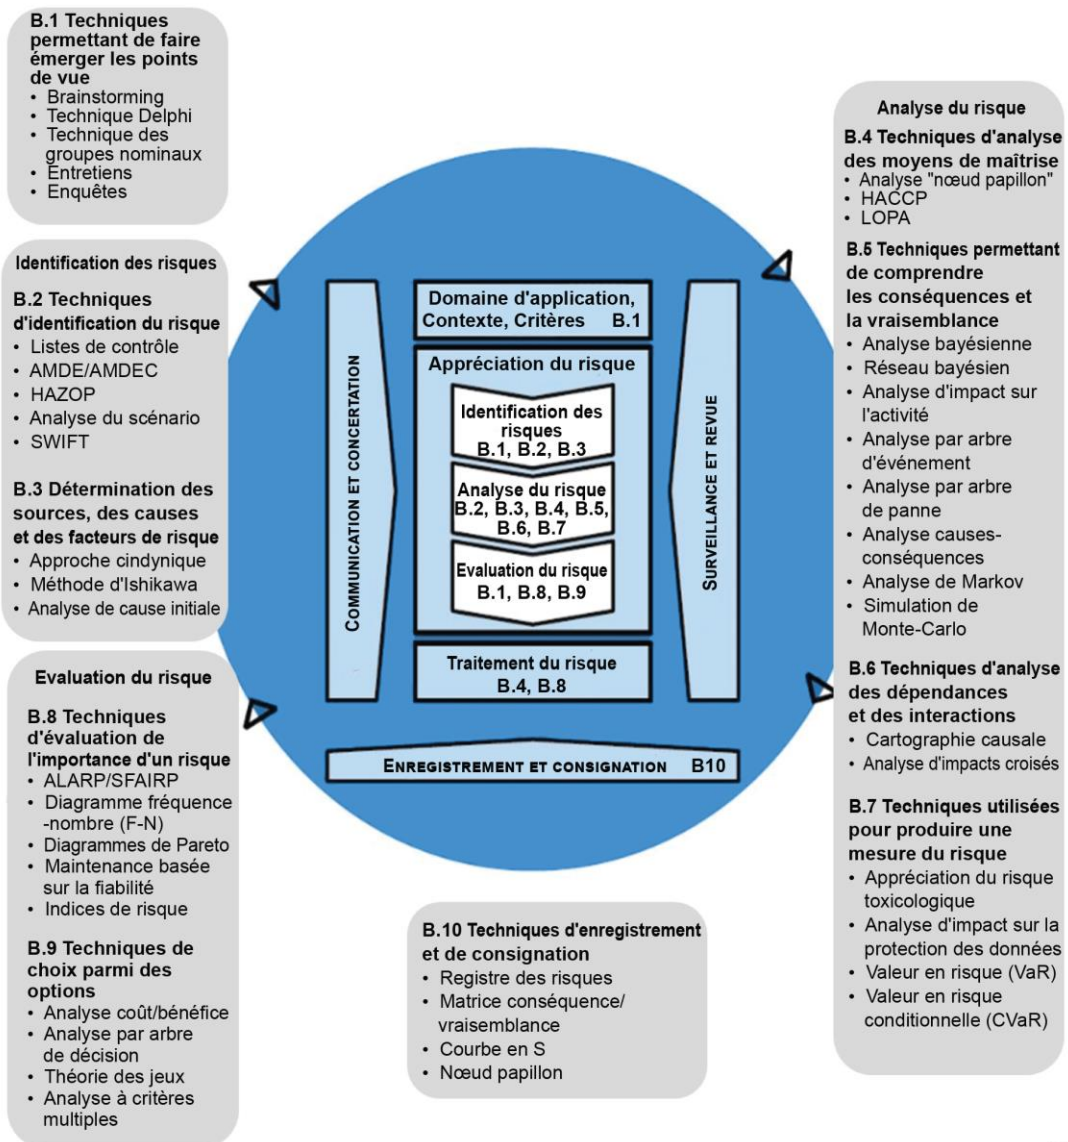 B.1 Techniques
permettant de faire
émerger les points
de vue
• Brainstorming
• Technique Delphi
• Technique des
groupes nominaux
• Entretiens
• Enquêtes
Identification des risques
B.2 Techniques
d'identification du risque
• Listes de contrôle
• AMDE/AMDEC
• HAZOP
• Analyse du scénario
• SWIFT
B.3 Détermination des
sources, des causes
et des facteurs de risque
• Approche cindynique
• Méthode d'Ishikawa
• Analyse de cause initiale
Evaluation du risque
B.8 Techniques
d'évaluation de
l'importance d'un risque
• ALARP/SFAIRP
• Diagramme fréquence
-nombre (F-N)
• Diagrammes de Pareto
• Maintenance basée
sur la fiabilité
• Indices de risque
B.9 Techniques de
choix parmi des
options
• Analyse coût/bénéfice
• Analyse par arbre
de décision
• Théorie des jeux
• Analyse à critères
multiples
COMMUNICATION ET CONCERTATION
Domaine d'application,
Contexte, Critères B.1
Appréciation du risque
Identification des
risques
B.1, B.2, B.3
Analyse du risque
B.2, B.3, B.4, B.5,
B.6, B.7
Evaluation du risque
B.1, B.8, B.9
Traitement du risque
B.4, B.8
SURVEILLANCE ET REVUE
ENREGISTREMENT ET CONSIGNATION B10
B.10 Techniques d'enregistrement
et de consignation
• Registre des risques
• Matrice conséquence/
vraisemblance
• Courbe en S
• Nœud papillon
Analyse du risque
B.4 Techniques d'analyse
des moyens de maîtrise
• Analyse "nœud papillon"
• HACCP
• LOPA
B.5 Techniques permettant
de comprendre
les conséquences et
la vraisemblance
• Analyse bayésienne
• Réseau bayésien
• Analyse d'impact sur
l'activité
• Analyse par arbre
d'événement
• Analyse par arbre
de panne
• Analyse causes-
conséquences
• Analyse de Markov
• Simulation de
Monte-Carlo
B.6 Techniques d'analyse
des dépendances
et des interactions
• Cartographie causale
• Analyse d'impacts croisés
B.7 Techniques utilisées
pour produire une
mesure du risque
• Appréciation du risque
toxicologique
• Analyse d'impact sur la
protection des données
• Valeur en risque (VaR)
• Valeur en risque
conditionnelle (CVaR)